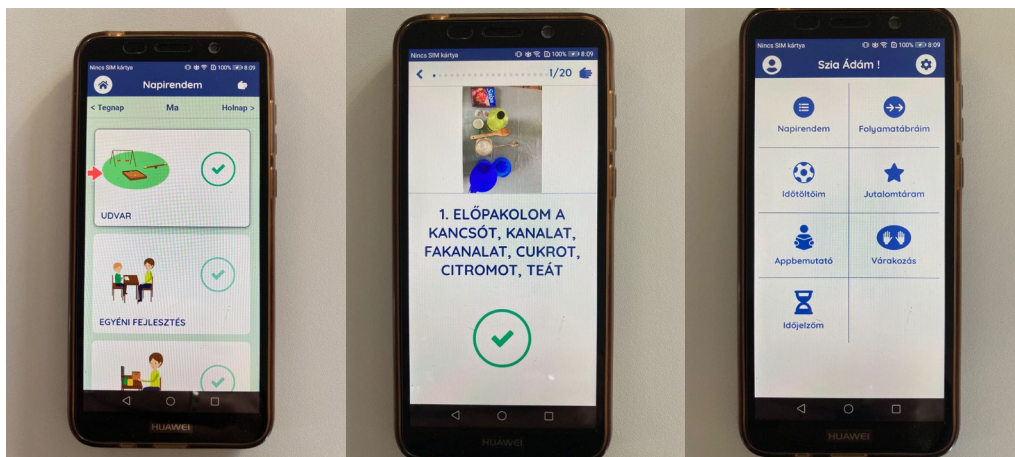 Nincs SIM kártya 100% 8:09
Napirendem
< Tegnap Ma Holnap >
UDVAR
EGYÉNI FEJLESZTÉS
HUAWEI
Nincs SIM kártya 100% 8:09
1/20
1. ELŐPAKOLOM A
KANCSÓT, KANALAT,
FAKANALAT, CUKROT,
CITROMOT, TEÁT
HUAWEI
Nincs SIM kártya 100% 8:09
Szia Ádám !
Napirendem Folyamatábráim
Időtöltőim Jutalomtáram
Appbemutató Várakozás
Időjelzőm
HUAWEI